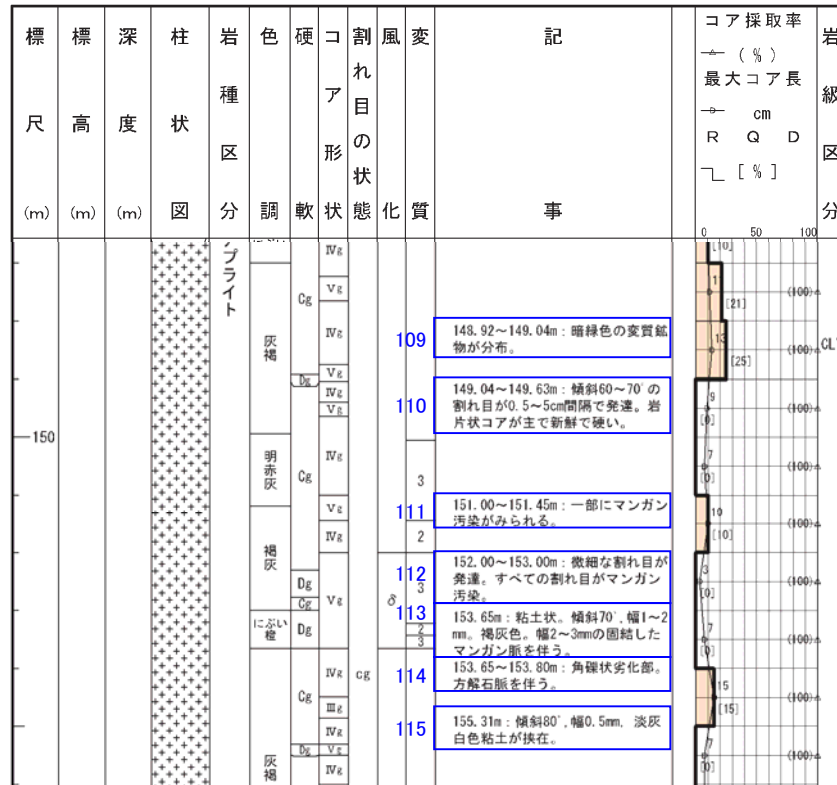 標尺(m)
標高(m)
深度(m)
柱状図
岩種区分
色調
硬軟
コア形状
割れ目の状態
風化
変質
記事
コア採取率
(%)
最大コア長
cm
R Q D
[%]
岩級区分
0 50 100
プライト
150
灰褐
明赤灰
褐灰
にぶい
橙
灰褐
Cg
Dg
Cg
Dg
Cg
Dg
Cg
Dg
Ⅳg
Ⅴg
Ⅳg
Ⅴg
Ⅳg
Ⅴg
Ⅳg
Ⅴg
Ⅳg
Ⅴg
Ⅳg
Ⅲg
Ⅳg
Ⅴg
Ⅳg
cg
δ
3
2
3
2
3
109
148.92～149.04m：暗緑色の変質鉱
物が分布。
110
149.04～149.63m：傾斜60～70°の
割れ目が0.5～5cm間隔で発達。岩
片状コアが主で新鮮で硬い。
111
151.00～151.45m：一部にマンガン
汚染がみられる。
112
152.00～153.00m：微細な割れ目が
発達。すべての割れ目がマンガン
汚染。
113
153.65m：粘土状。傾斜70°,幅1～2
mm。褐灰色。幅2～3mmの固結した
マンガン脈を伴う。
114
153.65～153.80m：角礫状劣化部。
方解石脈を伴う。
115
155.31m：傾斜80°,幅0.5mm, 淡灰
白色粘土が挟在。
[10]
(100)
[21]
13
(100)
[25]
CL
9
(100)
[0]
7
(100)
[0]
10
(100)
[10]
3
(100)
[0]
7
(100)
[0]
15
(100)
[15]
7
(100)
[0]